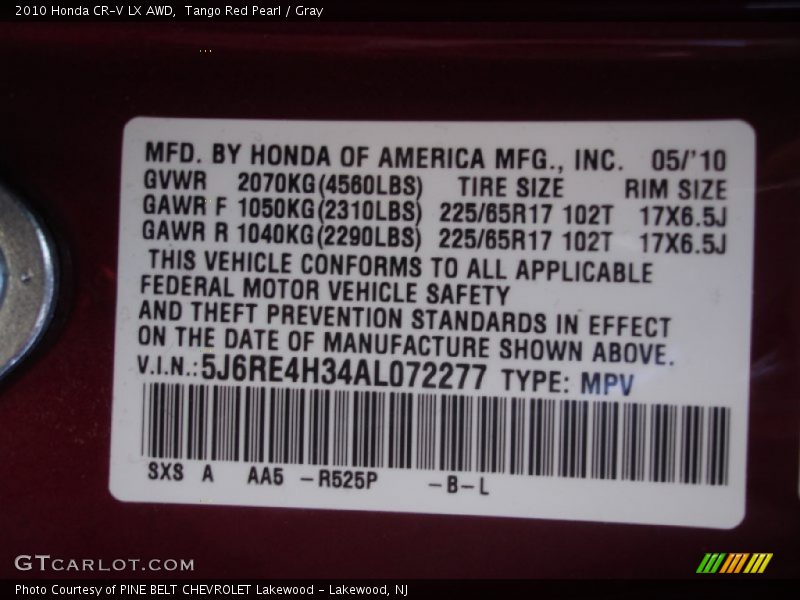 2010 Honda CR-V LX AWD,  Tango Red Pearl / Gray
MFD. BY HONDA OF AMERICA MFG., INC. 05/'10
GVWR 2070KG(4560LBS) TIRE SIZE RIM SIZE
GAWR F 1050KG(2310LBS) 225/65R17 102T 17X6.5J
GAWR R 1040KG(2290LBS) 225/65R17 102T 17X6.5J
THIS VEHICLE CONFORMS TO ALL APPLICABLE
FEDERAL MOTOR VEHICLE SAFETY
AND THEFT PREVENTION STANDARDS IN EFFECT
ON THE DATE OF MANUFACTURE SHOWN ABOVE.
V.I.N.:5J6RE4H34AL072277 TYPE: MPV
SXS A AA5 -R525P -B-L
GTCARLOT.COM
Photo Courtesy of PINE BELT CHEVROLET Lakewood - Lakewood, NJ